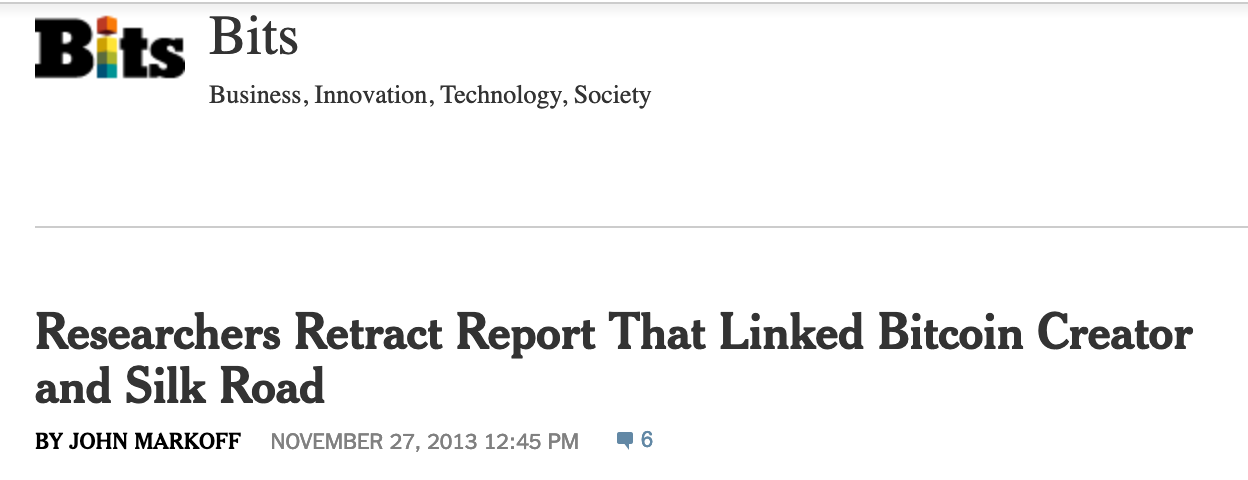 Bits
Bits
Business, Innovation, Technology, Society
Researchers Retract Report That Linked Bitcoin Creator
and Silk Road
BY JOHN MARKOFF NOVEMBER 27, 2013 12:45 PM 6